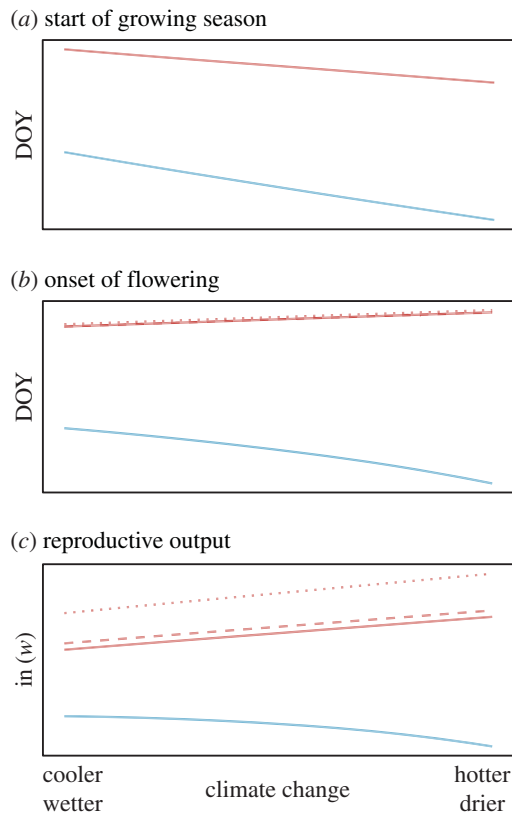 (a) start of growing season
DOY
(b) onset of flowering
DOY
(c) reproductive output
in (w)
cooler
wetter
climate change
hotter
drier